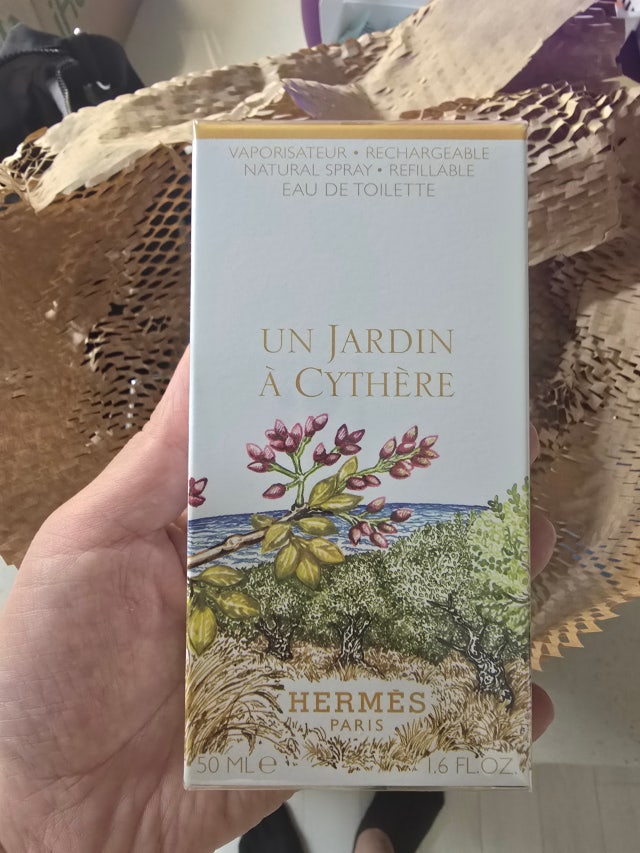 VAPORISATEUR • RECHARGEABLE
NATURAL SPRAY • REFILLABLE
EAU DE TOILETTE
UN JARDIN
À CYTHÈRE
HERMÈS
PARIS
50 ML e 1.6 FL.OZ.